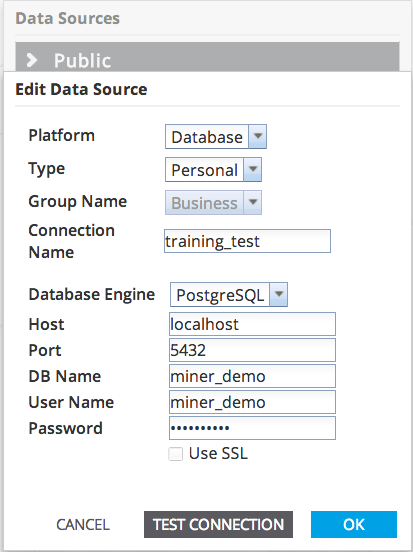 Data Sources
Public
Edit Data Source
Platform Database
Type Personal
Group Name Business
Connection
Name training_test
Database Engine PostgreSQL
Host localhost
Port 5432
DB Name miner_demo
User Name miner_demo
Password ••••••••••
Use SSL
CANCEL TEST CONNECTION OK